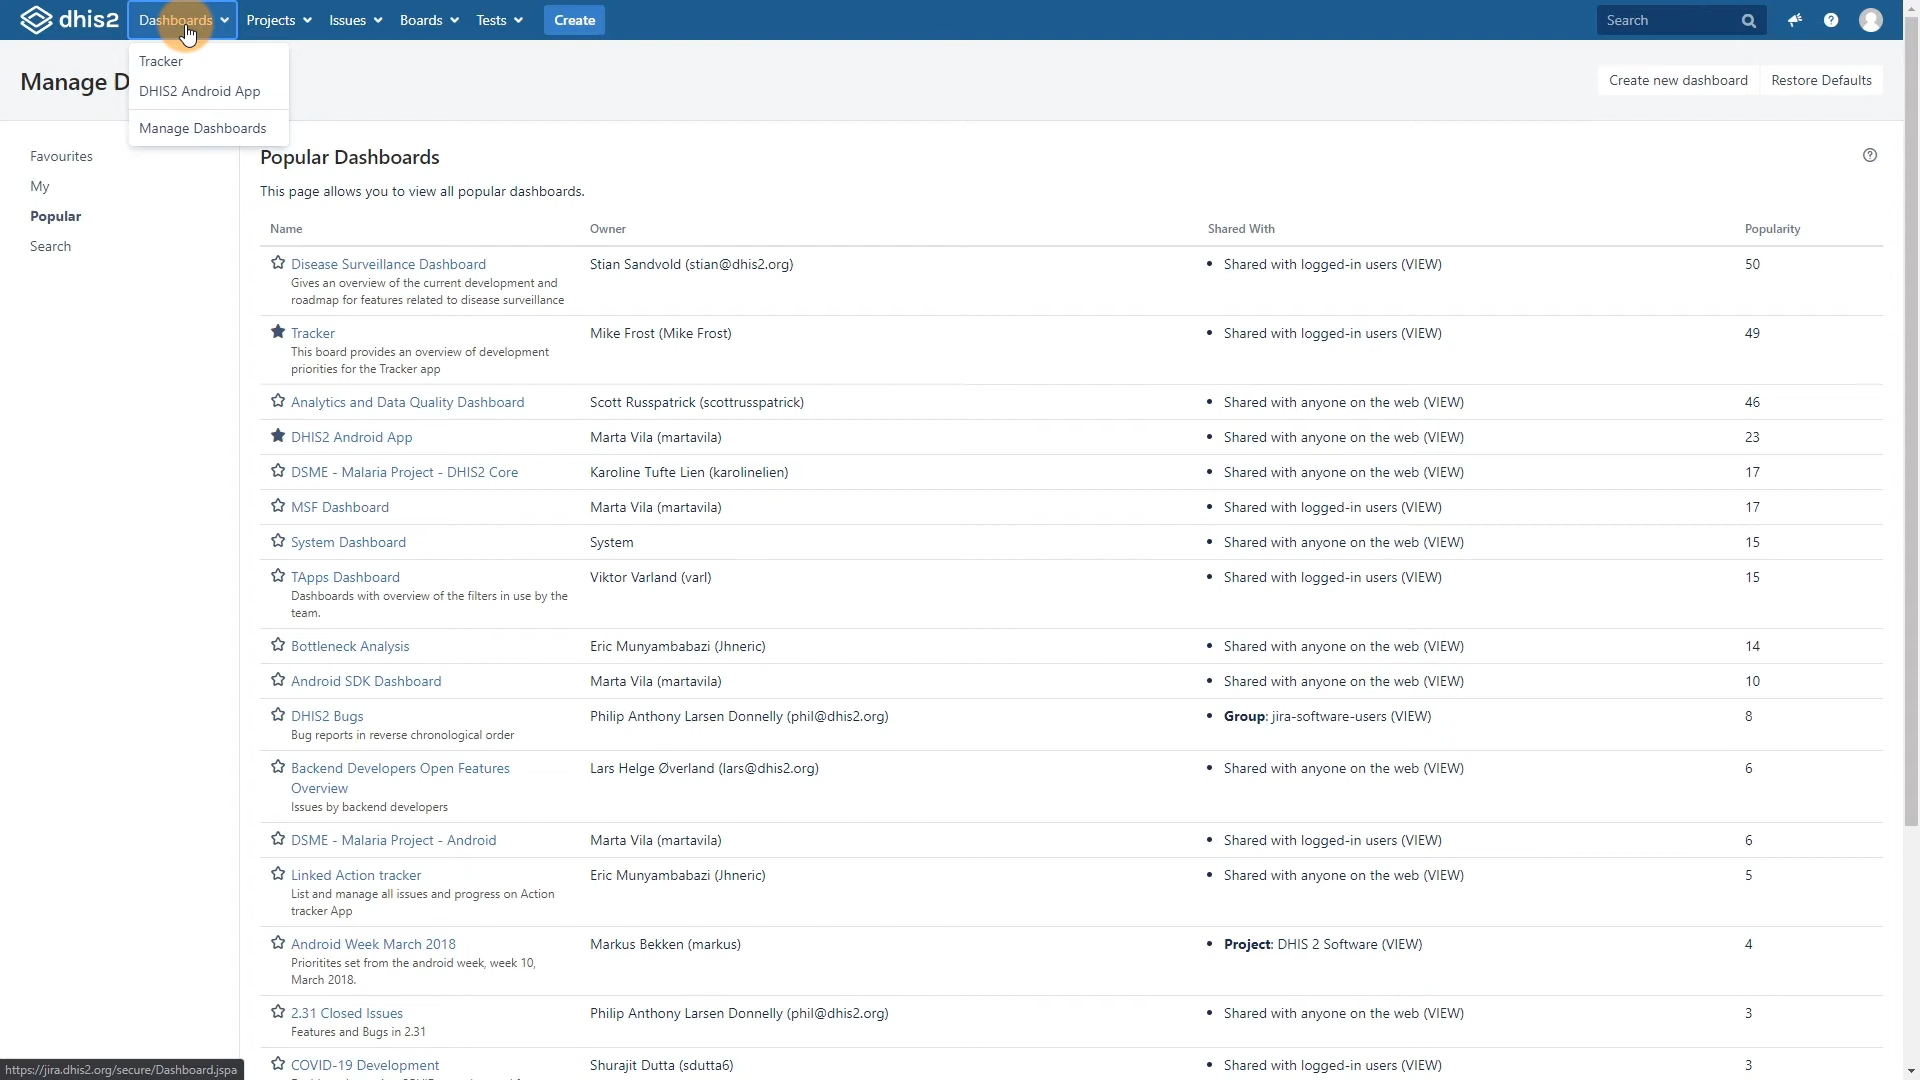 dhis2 Dashboards Projects Issues Boards Tests Create Search
Tracker
DHIS2 Android App
Manage Dashboards
Manage D
Create new dashboard Restore Defaults
Favourites
My
Popular
Search
Popular Dashboards
This page allows you to view all popular dashboards.
Name Owner Shared With Popularity
Disease Surveillance Dashboard Stian Sandvold (stian@dhis2.org) • Shared with logged-in users (VIEW) 50
Gives an overview of the current development and
roadmap for features related to disease surveillance
Tracker Mike Frost (Mike Frost) • Shared with logged-in users (VIEW) 49
This board provides an overview of development
priorities for the Tracker app
Analytics and Data Quality Dashboard Scott Russpatrick (scottrusspatrick) • Shared with anyone on the web (VIEW) 46
DHIS2 Android App Marta Vila (martavila) • Shared with anyone on the web (VIEW) 23
DSME - Malaria Project - DHIS2 Core Karoline Tufte Lien (karolinelien) • Shared with anyone on the web (VIEW) 17
MSF Dashboard Marta Vila (martavila) • Shared with logged-in users (VIEW) 17
System Dashboard System • Shared with anyone on the web (VIEW) 15
TApps Dashboard Viktor Varland (varl) • Shared with logged-in users (VIEW) 15
Dashboards with overview of the filters in use by the
team.
Bottleneck Analysis Eric Munyambabazi (Jhneric) • Shared with anyone on the web (VIEW) 14
Android SDK Dashboard Marta Vila (martavila) • Shared with anyone on the web (VIEW) 10
DHIS2 Bugs Philip Anthony Larsen Donnelly (phil@dhis2.org) • Group: jira-software-users (VIEW) 8
Bug reports in reverse chronological order
Backend Developers Open Features Lars Helge Øverland (lars@dhis2.org) • Shared with anyone on the web (VIEW) 6
Overview
Issues by backend developers
DSME - Malaria Project - Android Marta Vila (martavila) • Shared with logged-in users (VIEW) 6
Linked Action tracker Eric Munyambabazi (Jhneric) • Shared with anyone on the web (VIEW) 5
List and manage all issues and progress on Action
tracker App
Android Week March 2018 Markus Bekken (markus) • Project: DHIS 2 Software (VIEW) 4
Prioritites set from the android week, week 10,
March 2018.
2.31 Closed Issues Philip Anthony Larsen Donnelly (phil@dhis2.org) • Shared with anyone on the web (VIEW) 3
Features and Bugs in 2.31
COVID-19 Development Shurajit Dutta (sdutta6) • Shared with logged-in users (VIEW) 3
https://jira.dhis2.org/secure/Dashboard.jspa